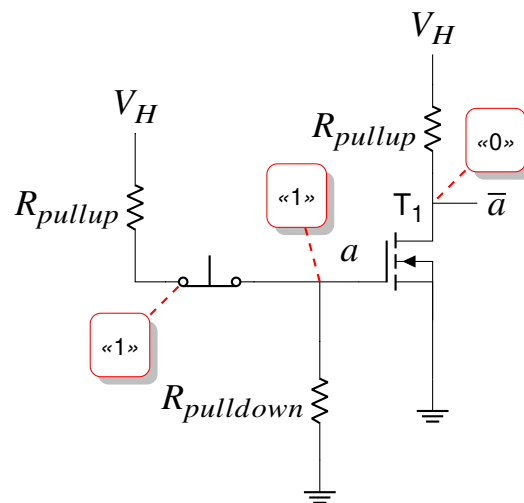 V_H
V_H
R_pullup
«0»
«1»
R_pullup
T_1
a̅
a
«1»
R_pulldown